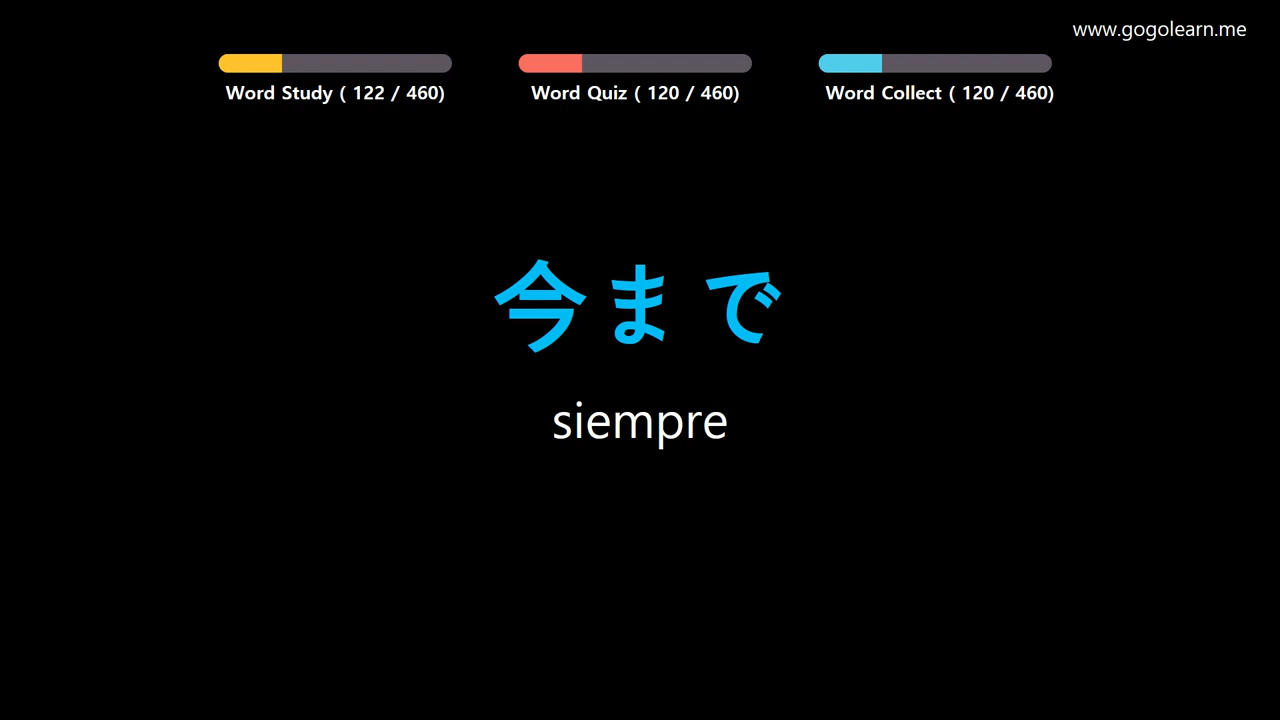 www.gogolearn.me
Word Study ( 122 / 460)
Word Quiz ( 120 / 460)
Word Collect ( 120 / 460)
今まで
siempre